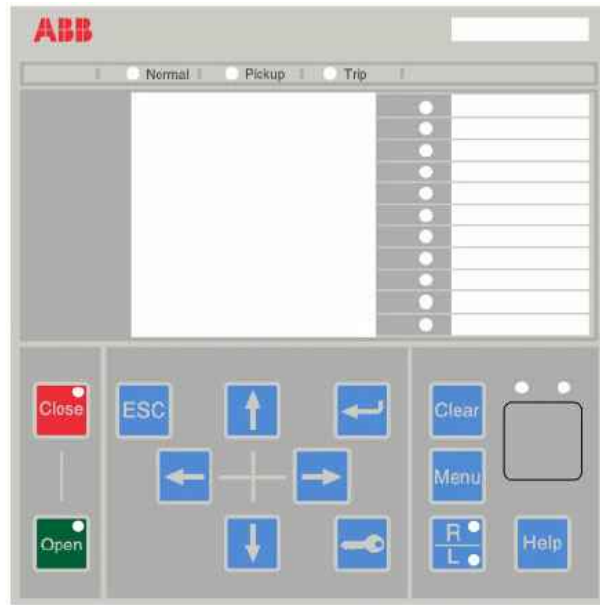 ABB
Normal Pickup Trip
Close ESC Clear
Menu
Open R L Help